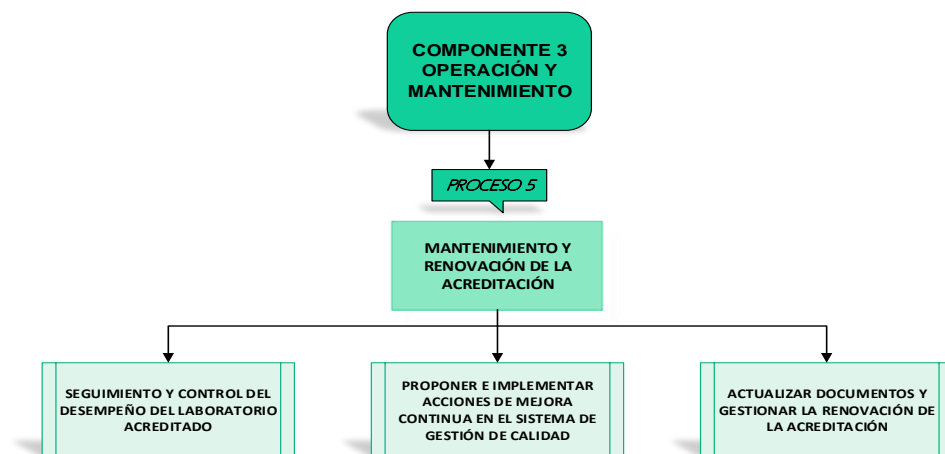 COMPONENTE 3
OPERACIÓN Y
MANTENIMIENTO
PROCESO 5
MANTENIMIENTO Y
RENOVACIÓN DE LA
ACREDITACIÓN
SEGUIMIENTO Y CONTROL DEL
DESEMPEÑO DEL LABORATORIO
ACREDITADO
PROPONER E IMPLEMENTAR
ACCIONES DE MEJORA
CONTINUA EN EL SISTEMA DE
GESTIÓN DE CALIDAD
ACTUALIZAR DOCUMENTOS Y
GESTIONAR LA RENOVACIÓN DE
LA ACREDITACIÓN